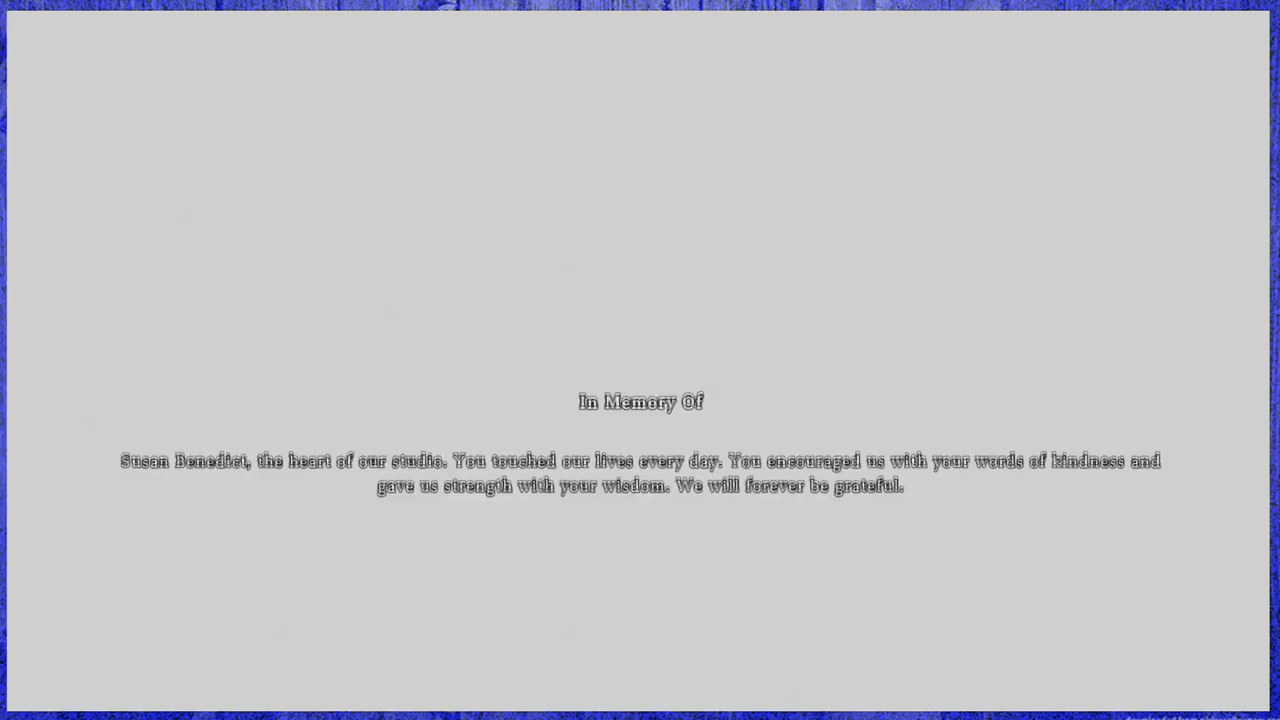 In Memory Of
Susan Benedict, the heart of our studio. You touched our lives every day. You encouraged us with your words of kindness and
gave us strength with your wisdom. We will forever be grateful.